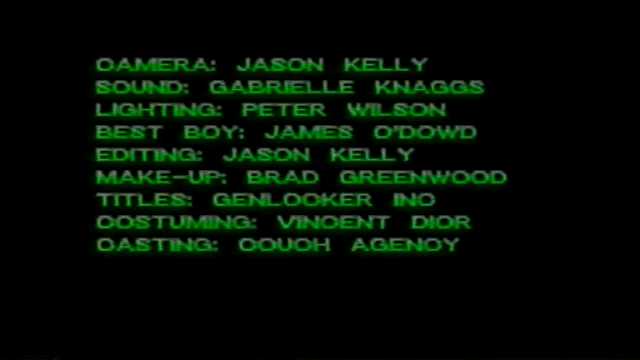 CAMERA: JASON KELLY
SOUND: GABRIELLE KNAGGS
LIGHTING: PETER WILSON
BEST BOY: JAMES O'DOWD
EDITING: JASON KELLY
MAKE-UP: BRAD GREENWOOD
TITLES: GENLOCKER INC
COSTUMING: VINCENT DIOR
CASTING: COUCH AGENCY